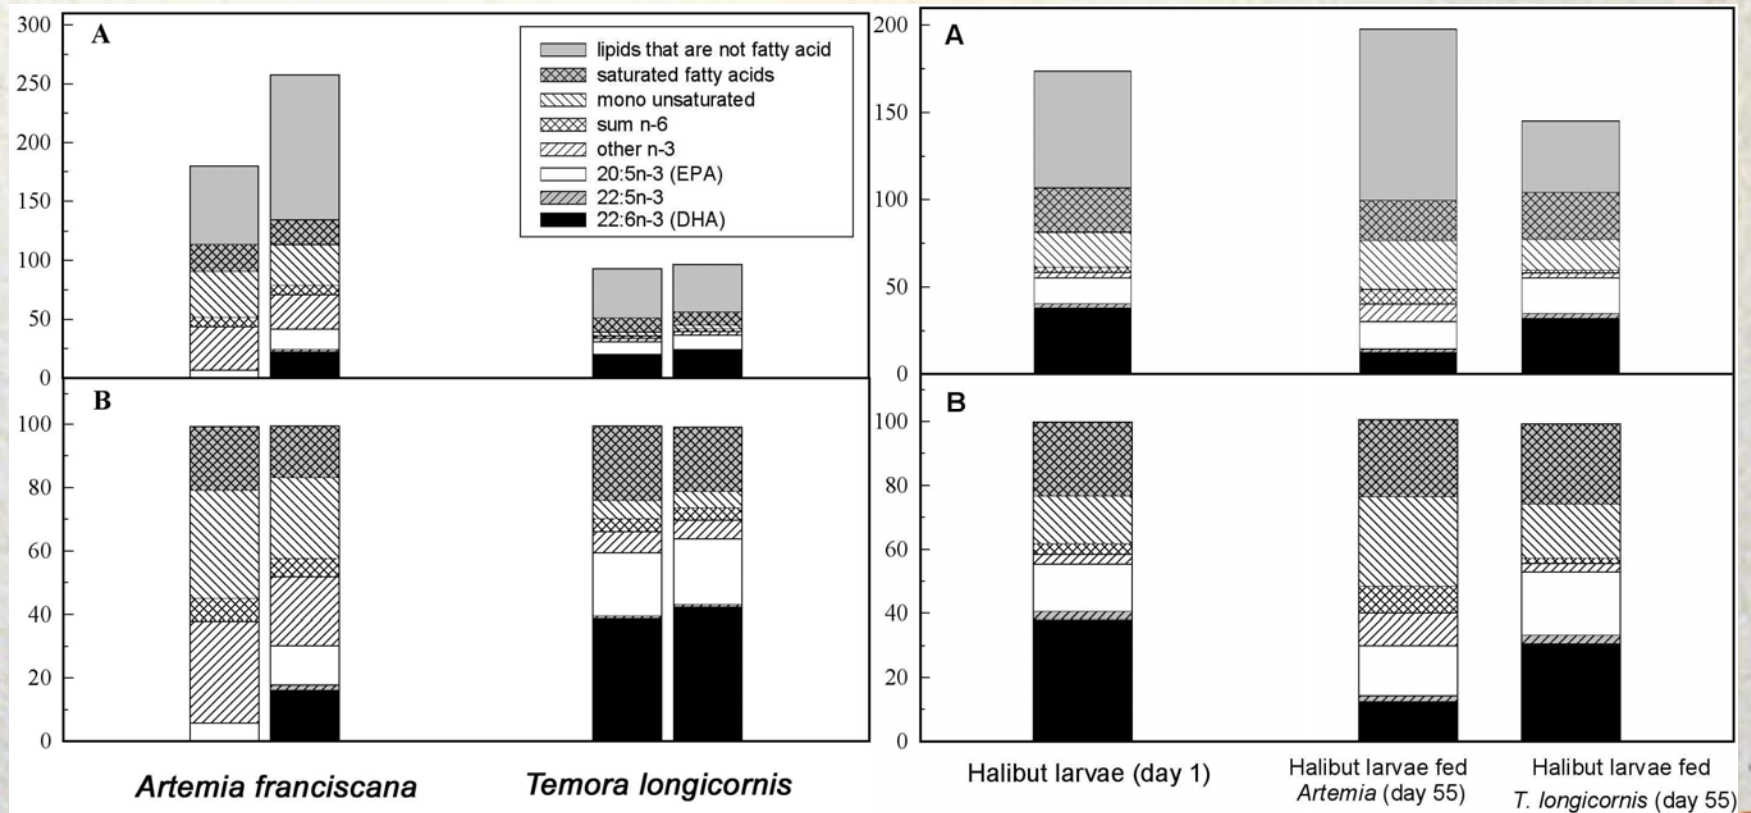 300
250
200
150
100
50
0
A
lipids that are not fatty acid
saturated fatty acids
mono unsaturated
sum n-6
other n-3
20:5n-3 (EPA)
22:5n-3
22:6n-3 (DHA)
100
80
60
40
20
0
B
Artemia franciscana
Temora longicornis
200
150
100
50
0
A
100
80
60
40
20
0
B
Halibut larvae (day 1)
Halibut larvae fed
Artemia (day 55)
Halibut larvae fed
T. longicornis (day 55)